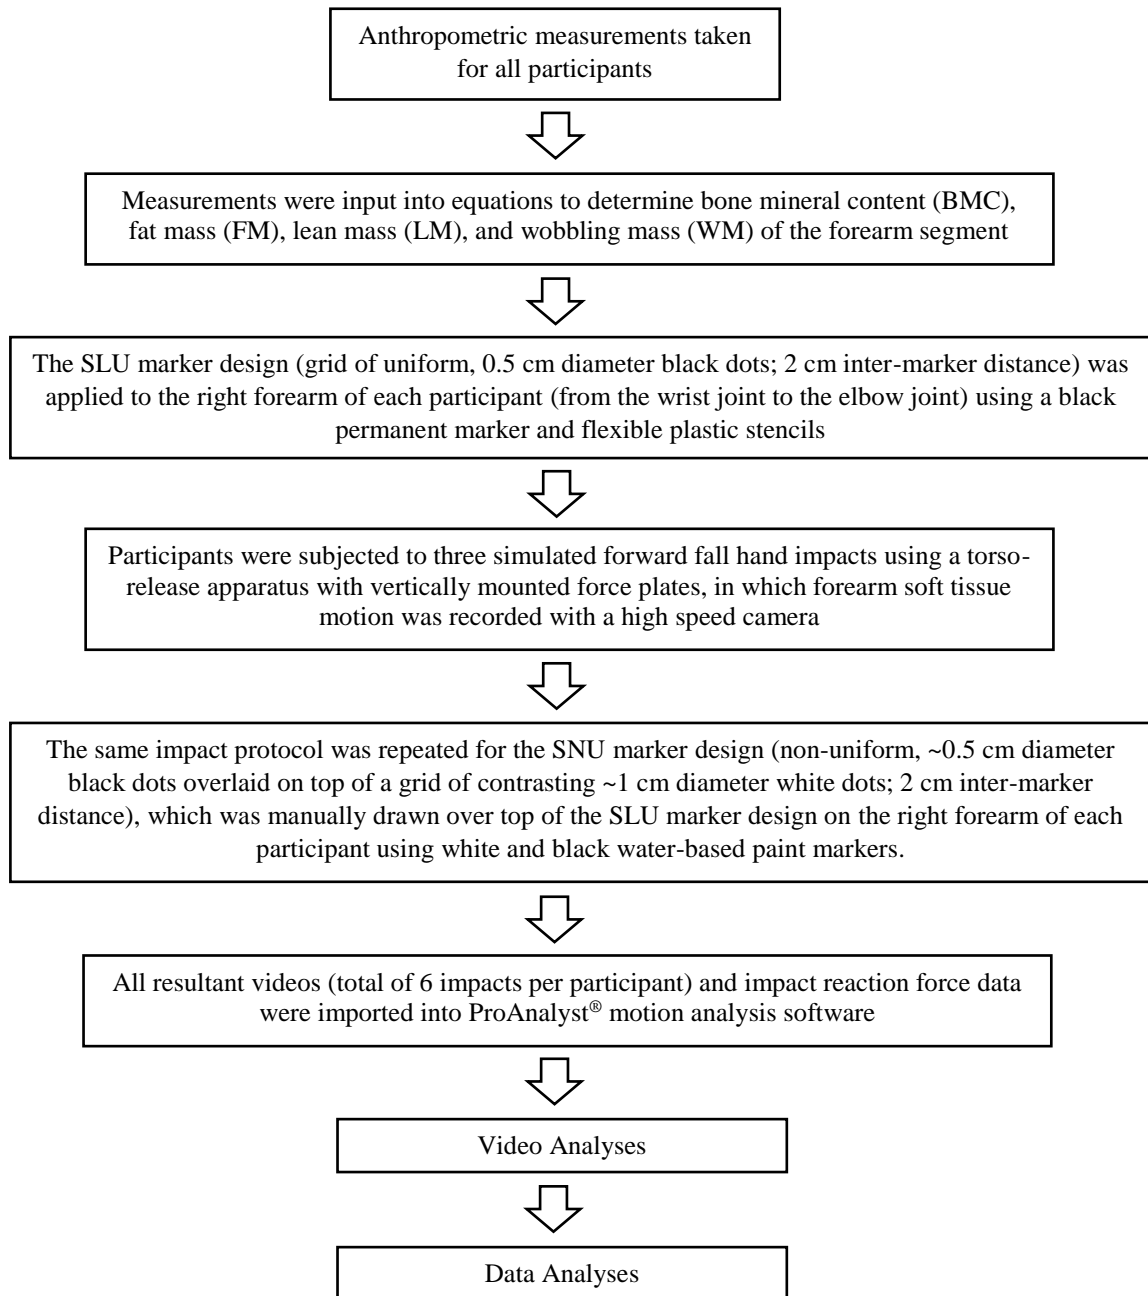 Anthropometric measurements taken
for all participants
Measurements were input into equations to determine bone mineral content (BMC),
fat mass (FM), lean mass (LM), and wobbling mass (WM) of the forearm segment
The SLU marker design (grid of uniform, 0.5 cm diameter black dots; 2 cm inter-marker distance) was
applied to the right forearm of each participant (from the wrist joint to the elbow joint) using a black
permanent marker and flexible plastic stencils
Participants were subjected to three simulated forward fall hand impacts using a torso-
release apparatus with vertically mounted force plates, in which forearm soft tissue
motion was recorded with a high speed camera
The same impact protocol was repeated for the SNU marker design (non-uniform, ~0.5 cm diameter
black dots overlaid on top of a grid of contrasting ~1 cm diameter white dots; 2 cm inter-marker
distance), which was manually drawn over top of the SLU marker design on the right forearm of each
participant using white and black water-based paint markers.
All resultant videos (total of 6 impacts per participant) and impact reaction force data
were imported into ProAnalyst® motion analysis software
Video Analyses
Data Analyses